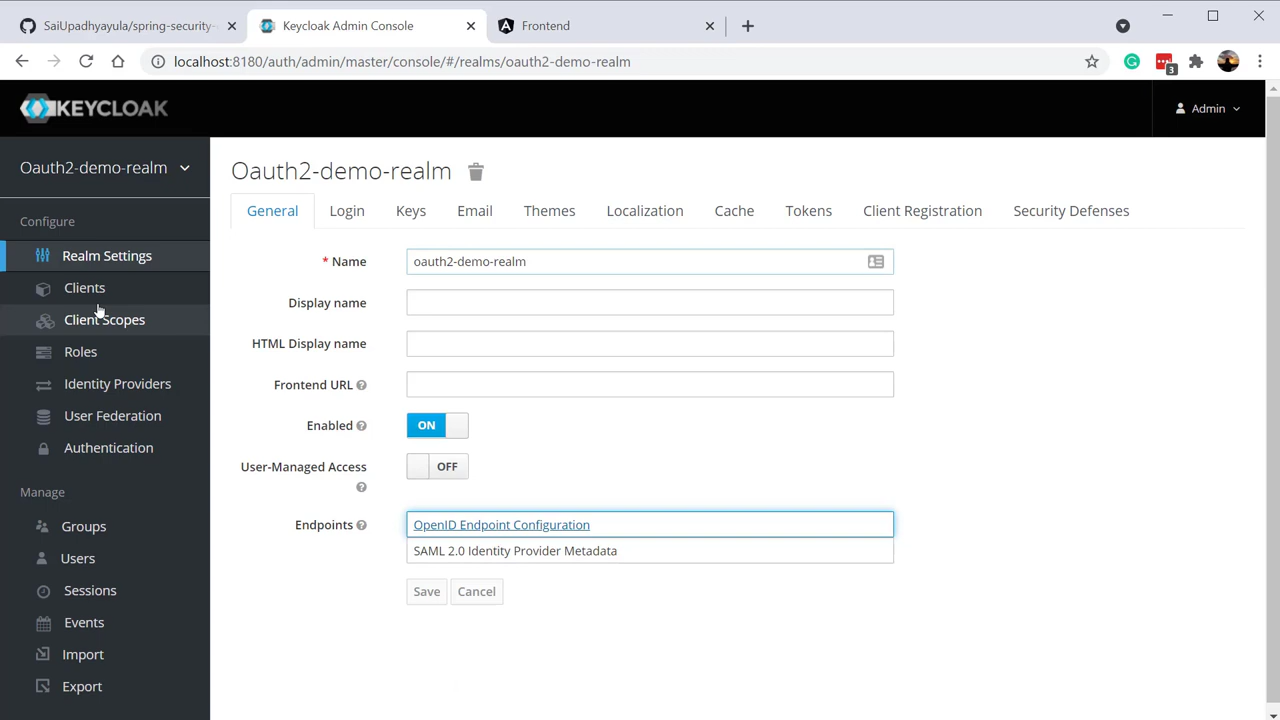 SaiUpadhyayula/spring-security-
Keycloak Admin Console
Frontend
localhost:8180/auth/admin/master/console/#/realms/oauth2-demo-realm
3
KEYCLOAK
Admin
Oauth2-demo-realm
Configure
Realm Settings
Clients
Client Scopes
Roles
Identity Providers
User Federation
Authentication
Manage
Groups
Users
Sessions
Events
Import
Export
Oauth2-demo-realm
General Login Keys Email Themes Localization Cache Tokens Client Registration Security Defenses
* Name oauth2-demo-realm
Display name
HTML Display name
Frontend URL
Enabled ON
User-Managed Access OFF
Endpoints OpenID Endpoint Configuration
SAML 2.0 Identity Provider Metadata
Save Cancel